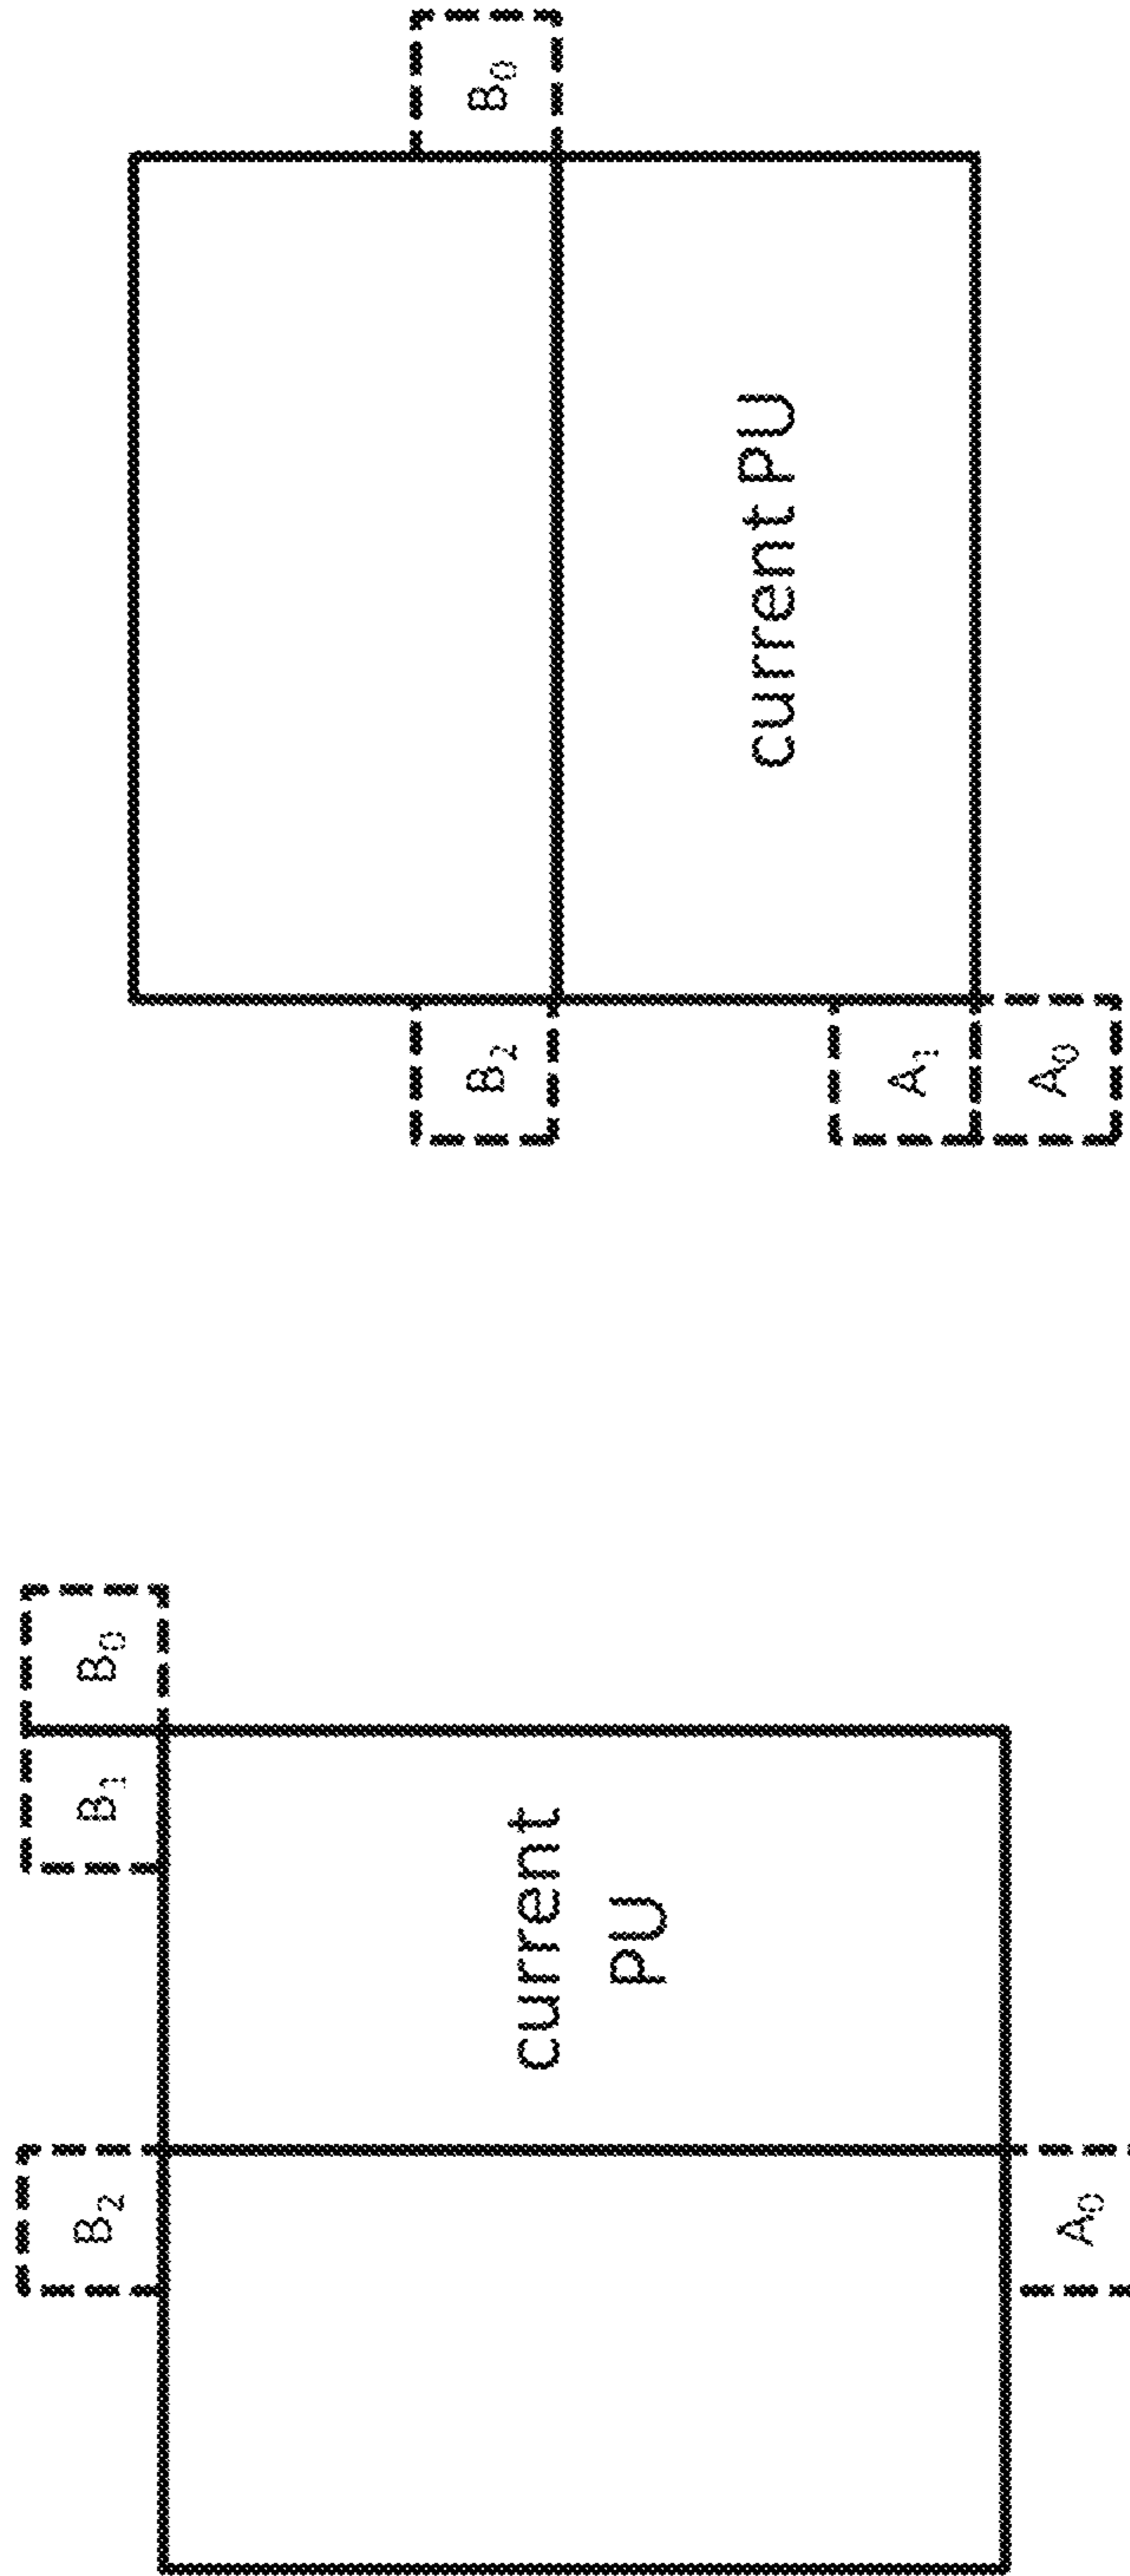 B₂ B₁ B₀
current
PU
A₀
B₂ B₀
current PU
A₁
A₀